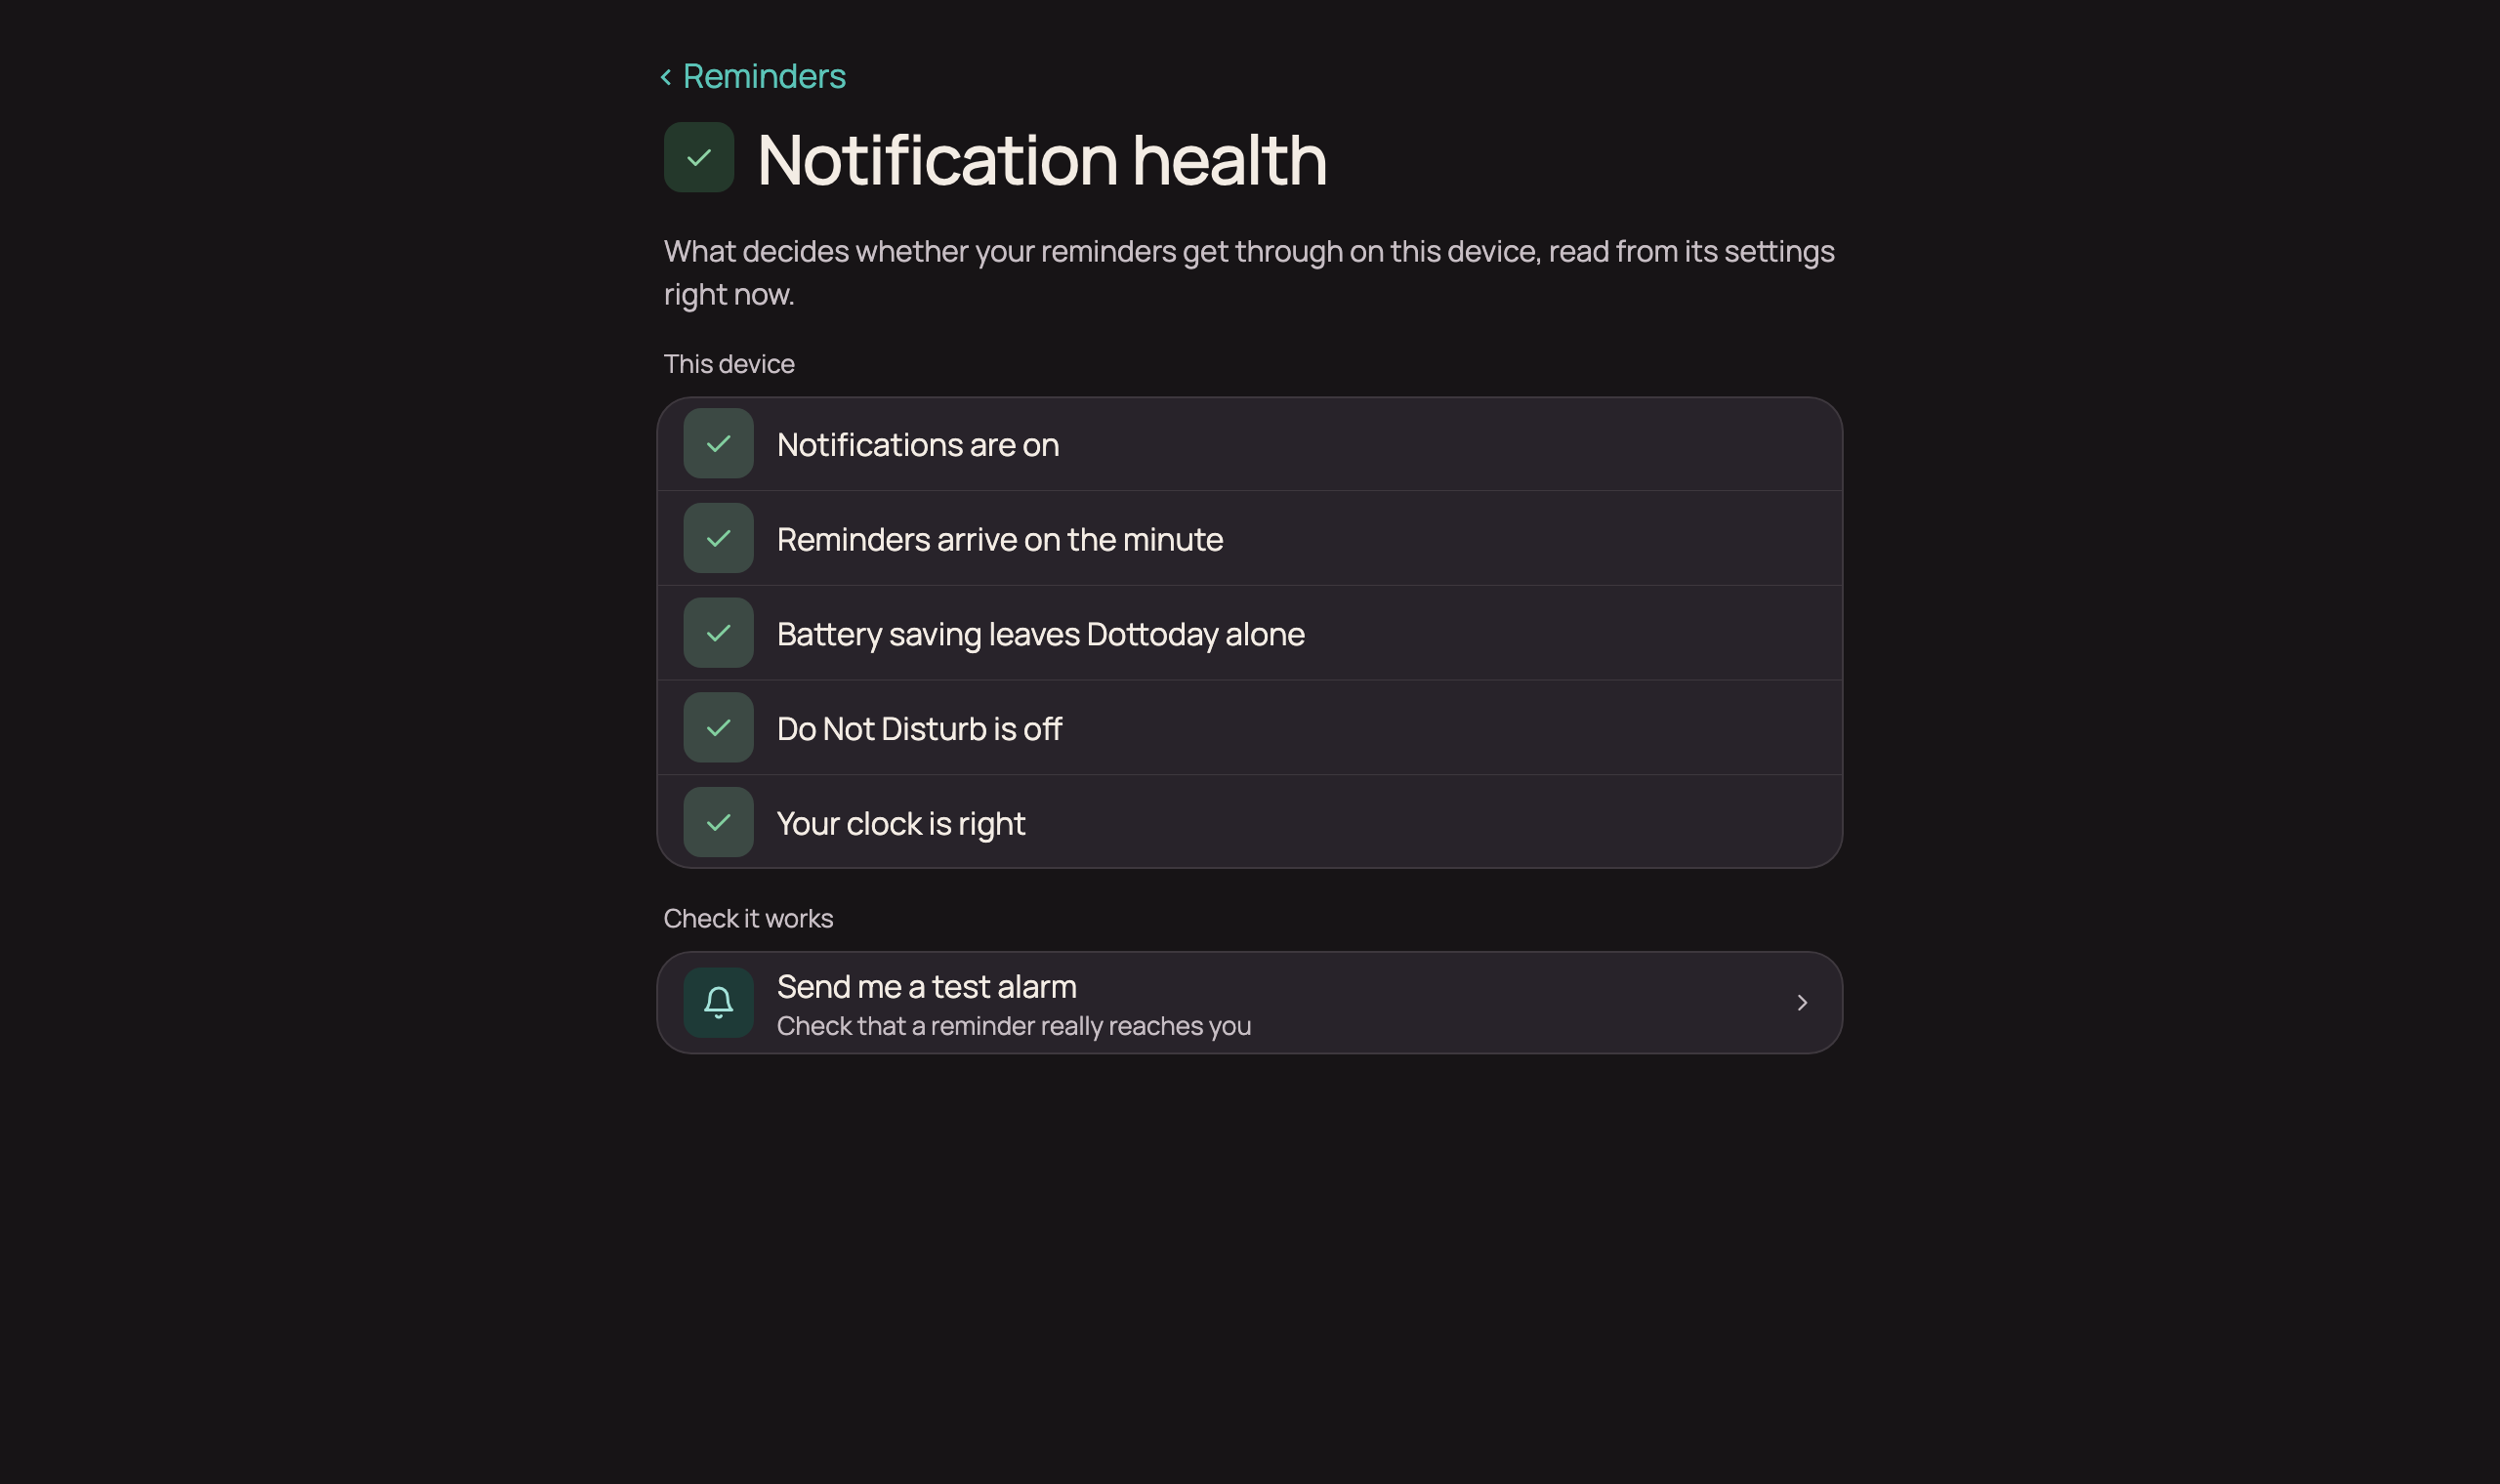 Reminders
Notification health
What decides whether your reminders get through on this device, read from its settings
right now.
This device
Notifications are on
Reminders arrive on the minute
Battery saving leaves Dottoday alone
Do Not Disturb is off
Your clock is right
Check it works
Send me a test alarm
Check that a reminder really reaches you